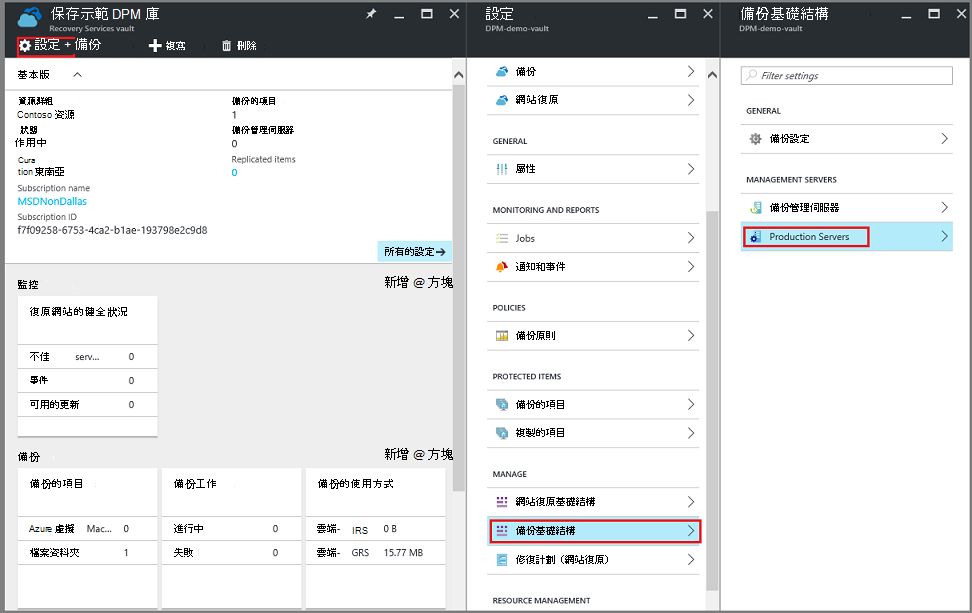 保存示範 DPM 庫
Recovery Services vault
設定 + 備份
複寫
刪除
基本版
資源群組
Contoso 資源
狀態
作用中
Cura
tion 東南亞
Subscription name
MSDNonDallas
Subscription ID
f7f09258-6753-4ca2-b1ae-193798e2c9d8
備份的項目
1
備份管理伺服器
0
Replicated items
0
所有的設定→
監控
新增 @ 方塊
復原網站的健全狀況
不佳 serv... 0
事件 0
可用的更新 0
備份
新增 @ 方塊
備份的項目
Azure 虛擬 Mac... 0
檔案資料夾 1
備份工作
進行中 0
失敗 0
備份的使用方式
雲端- IRS 0 B
雲端- GRS 15.77 MB
設定
DPM-demo-vault
備份
網站復原
GENERAL
屬性
MONITORING AND REPORTS
Jobs
通知和事件
POLICIES
備份原則
PROTECTED ITEMS
備份的項目
複製的項目
MANAGE
網站復原基礎結構
備份基礎結構
修復計劃（網站復原）
RESOURCE MANAGEMENT
備份基礎結構
DPM-demo-vault
Filter settings
GENERAL
備份設定
MANAGEMENT SERVERS
備份管理伺服器
Production Servers